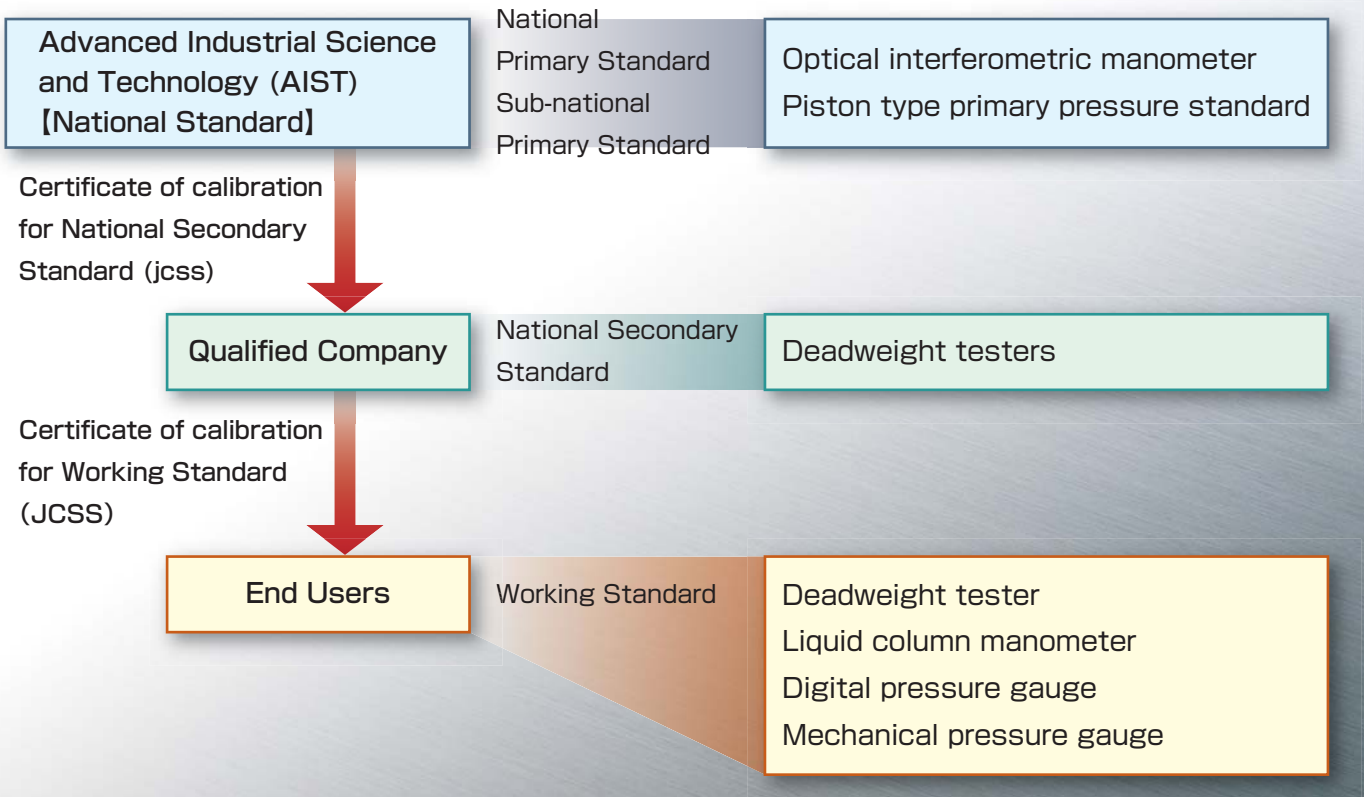 Advanced Industrial Science
and Technology (AIST)
【National Standard】
National
Primary Standard
Sub-national
Primary Standard
Optical interferometric manometer
Piston type primary pressure standard
Certificate of calibration
for National Secondary
Standard (jcss)
Qualified Company
National Secondary
Standard
Deadweight testers
Certificate of calibration
for Working Standard
(JCSS)
End Users
Working Standard
Deadweight tester
Liquid column manometer
Digital pressure gauge
Mechanical pressure gauge